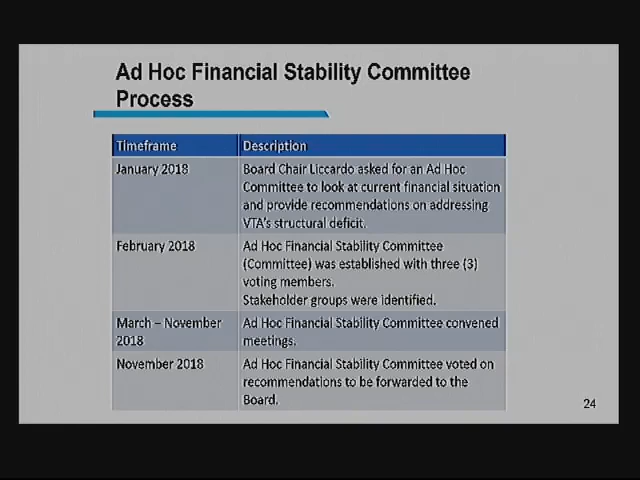 Ad Hoc Financial Stability Committee
Process
Timeframe Description
January 2018 Board Chair Liccardo asked for an Ad Hoc
Committee to look at current financial situation
and provide recommendations on addressing
VTA's structural deficit.
February 2018 Ad Hoc Financial Stability Committee
(Committee) was established with three (3)
voting members.
Stakeholder groups were identified.
March – November Ad Hoc Financial Stability Committee convened
2018 meetings.
November 2018 Ad Hoc Financial Stability Committee voted on
recommendations to be forwarded to the
Board.
24